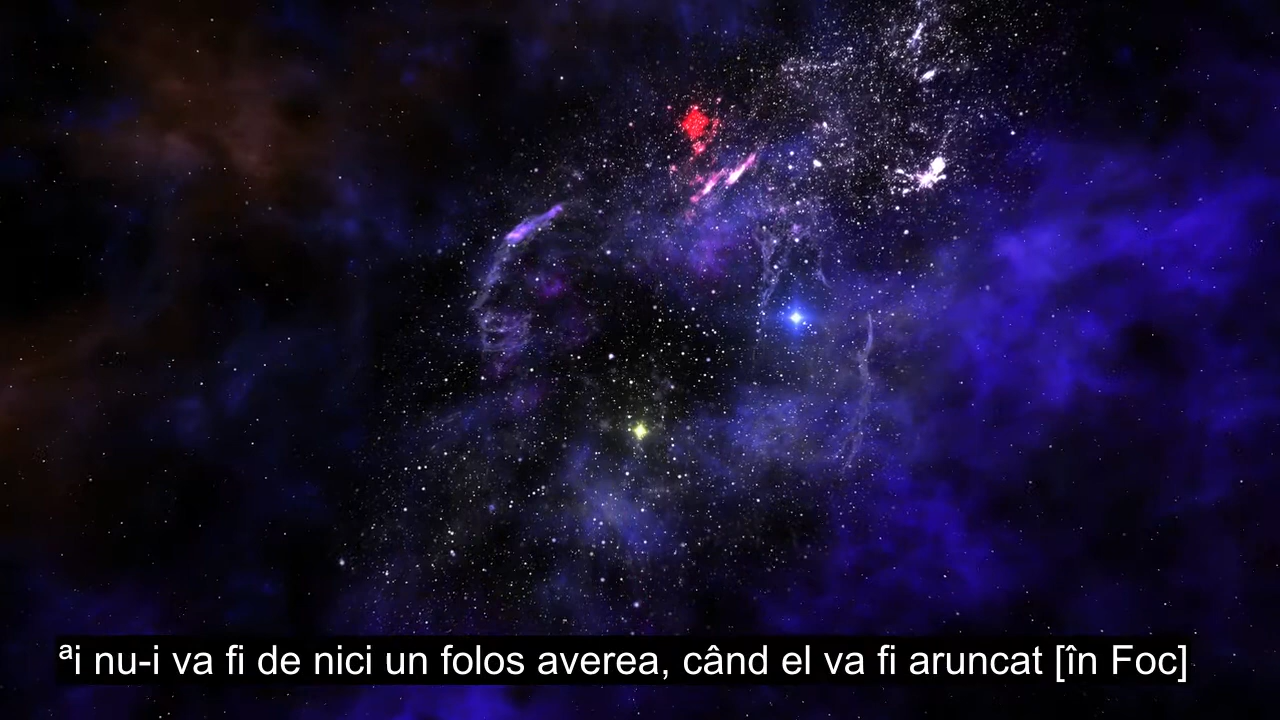 ªi nu-i va fi de nici un folos averea, când el va fi aruncat [în Foc]